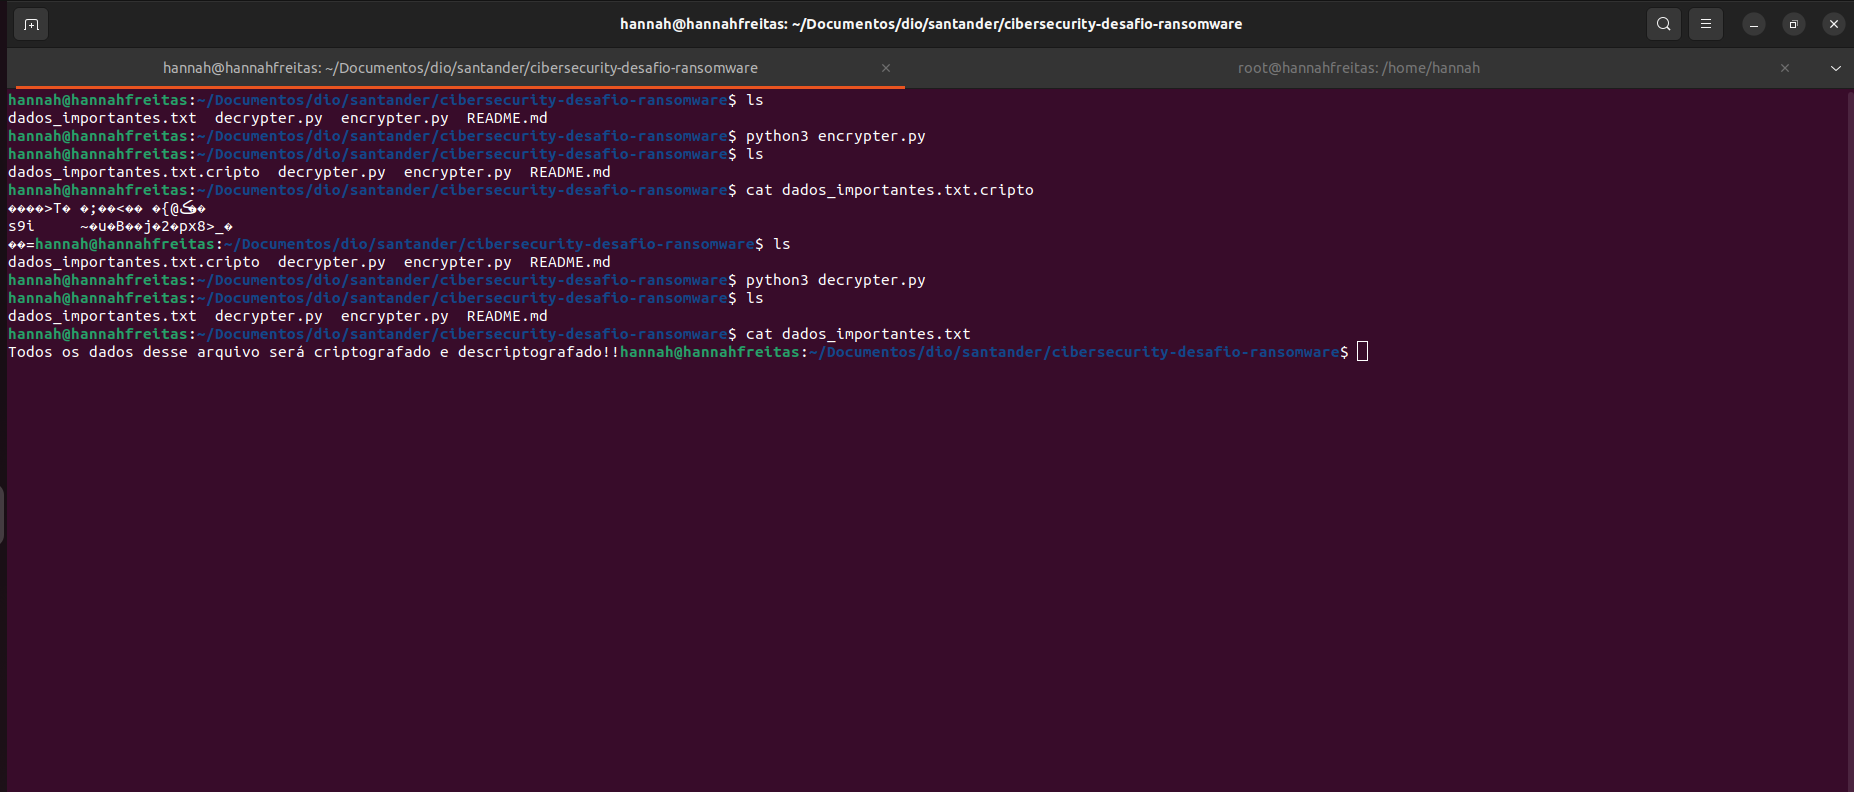 hannah@hannahfreitas: ~/Documentos/dio/santander/cibersecurity-desafio-ransomware
hannah@hannahfreitas: ~/Documentos/dio/santander/cibersecurity-desafio-ransomware root@hannahfreitas: /home/hannah
hannah@hannahfreitas:~/Documentos/dio/santander/cibersecurity-desafio-ransomware$ ls
dados_importantes.txt decrypter.py encrypter.py README.md
hannah@hannahfreitas:~/Documentos/dio/santander/cibersecurity-desafio-ransomware$ python3 encrypter.py
hannah@hannahfreitas:~/Documentos/dio/santander/cibersecurity-desafio-ransomware$ ls
dados_importantes.txt.cripto decrypter.py encrypter.py README.md
hannah@hannahfreitas:~/Documentos/dio/santander/cibersecurity-desafio-ransomware$ cat dados_importantes.txt.cripto
����>T� �;��<�� �{@ڪ��
s9i ~�u�B��j�2�px8>_�
��=hannah@hannahfreitas:~/Documentos/dio/santander/cibersecurity-desafio-ransomware$ ls
dados_importantes.txt.cripto decrypter.py encrypter.py README.md
hannah@hannahfreitas:~/Documentos/dio/santander/cibersecurity-desafio-ransomware$ python3 decrypter.py
hannah@hannahfreitas:~/Documentos/dio/santander/cibersecurity-desafio-ransomware$ ls
dados_importantes.txt decrypter.py encrypter.py README.md
hannah@hannahfreitas:~/Documentos/dio/santander/cibersecurity-desafio-ransomware$ cat dados_importantes.txt
Todos os dados desse arquivo será criptografado e descriptografado!!hannah@hannahfreitas:~/Documentos/dio/santander/cibersecurity-desafio-ransomware$